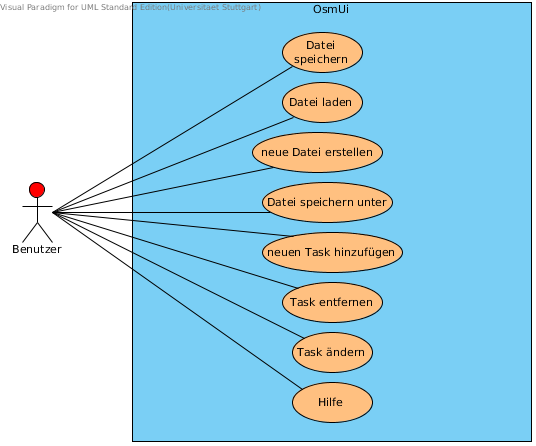 Visual Paradigm for UML Standard Edition(Universitaet Stuttgart)
OsmUi
Datei
speichern
Datei laden
neue Datei erstellen
Datei speichern unter
Benutzer
neuen Task hinzufügen
Task entfernen
Task ändern
Hilfe